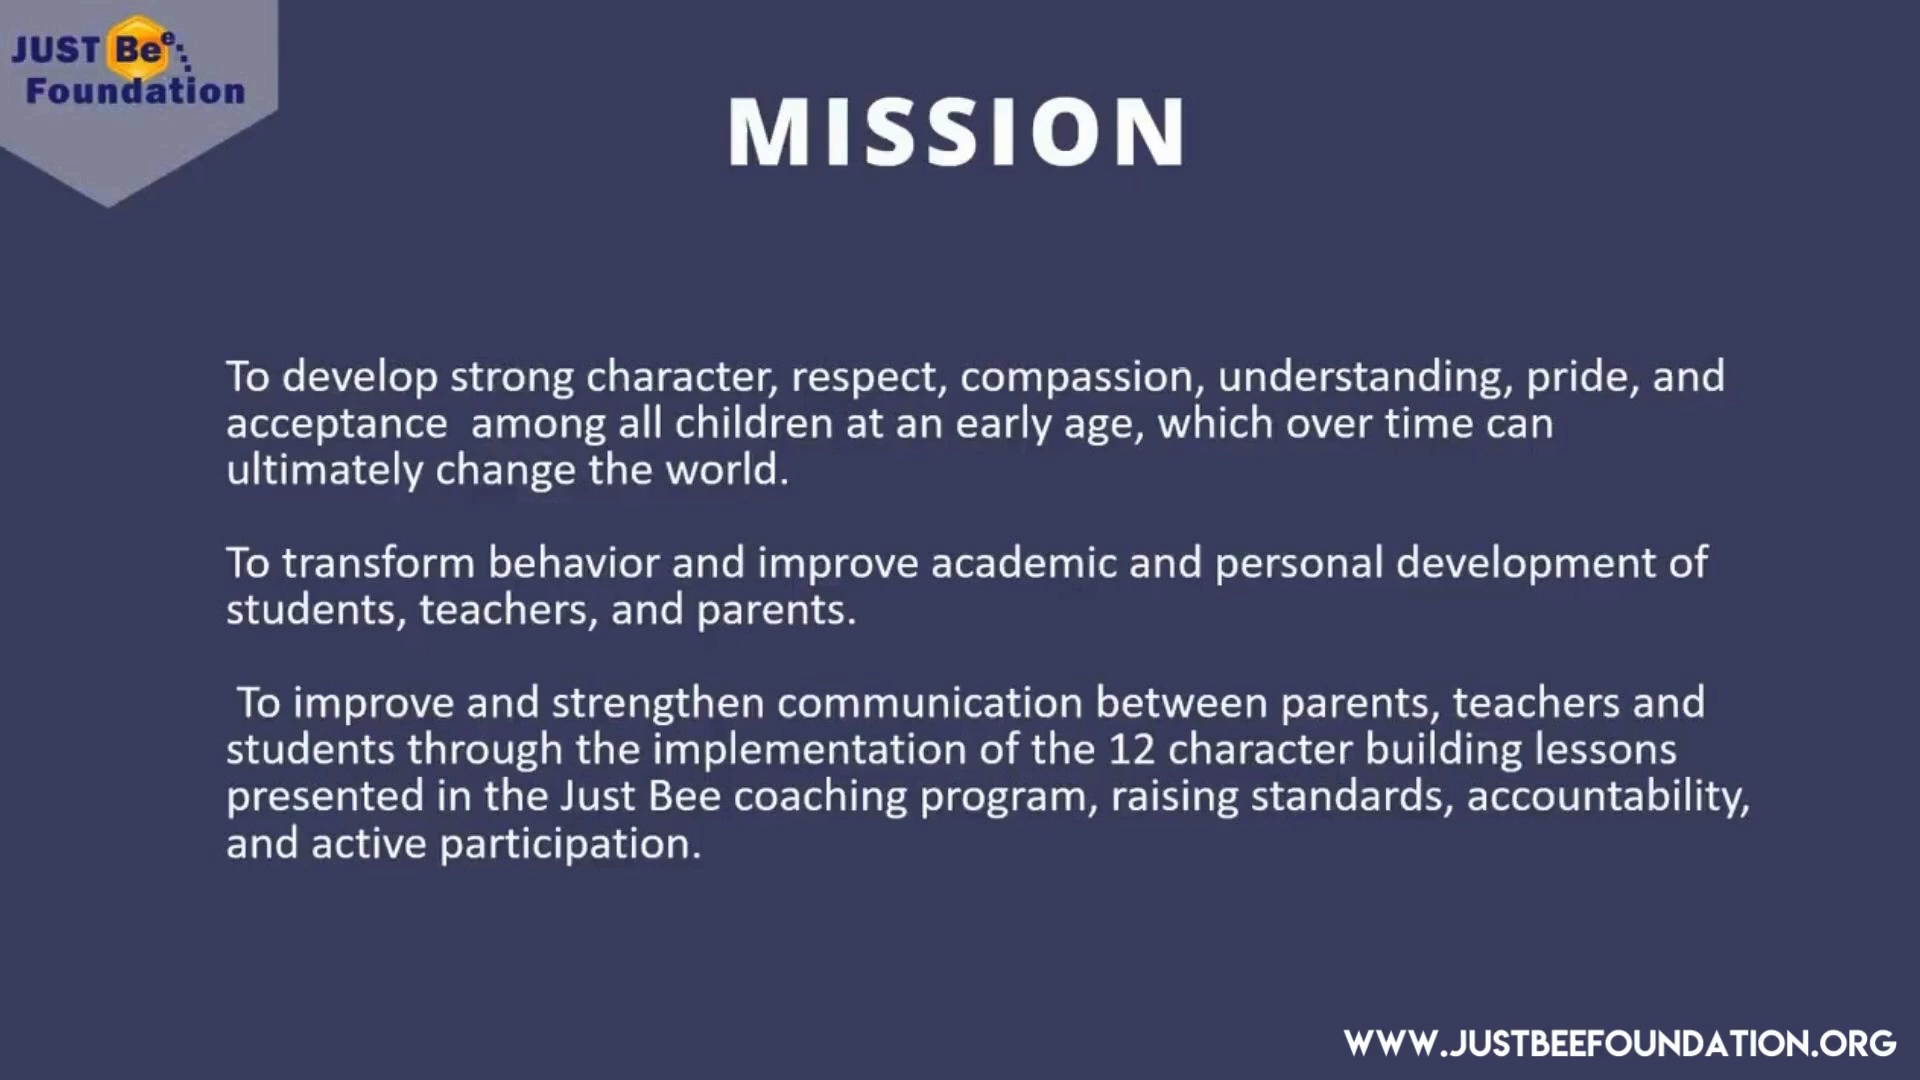 JUST Bee
Foundation
MISSION
To develop strong character, respect, compassion, understanding, pride, and
acceptance  among all children at an early age, which over time can
ultimately change the world.
To transform behavior and improve academic and personal development of
students, teachers, and parents.
To improve and strengthen communication between parents, teachers and
students through the implementation of the 12 character building lessons
presented in the Just Bee coaching program, raising standards, accountability,
and active participation.
WWW.JUSTBEEFOUNDATION.ORG